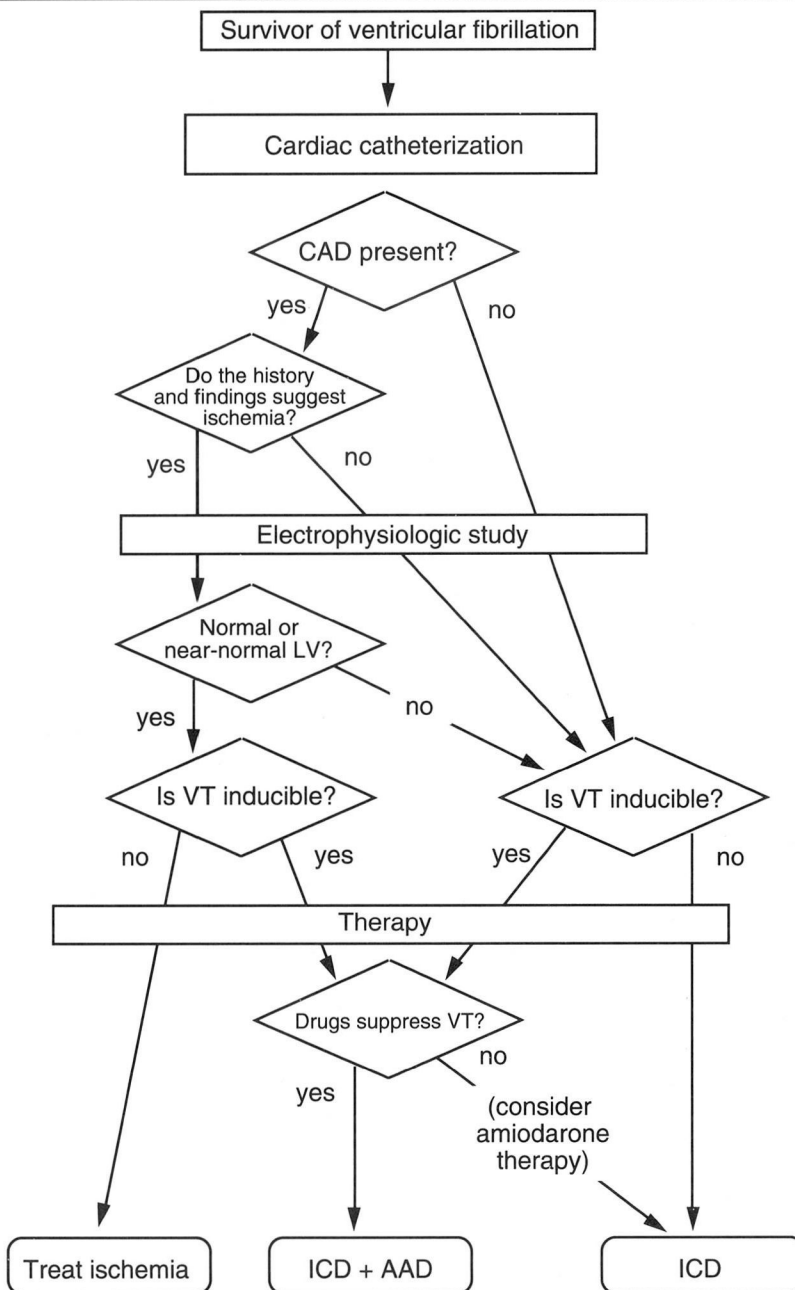 Survivor of ventricular fibrillation
Cardiac catheterization
CAD present?
yes
no
Do the history
and findings suggest
ischemia?
yes
no
Electrophysiologic study
Normal or
near-normal LV?
yes
no
Is VT inducible?
Is VT inducible?
no
yes
yes
no
Therapy
Drugs suppress VT?
yes
no
(consider
amiodarone
therapy)
Treat ischemia
ICD + AAD
ICD